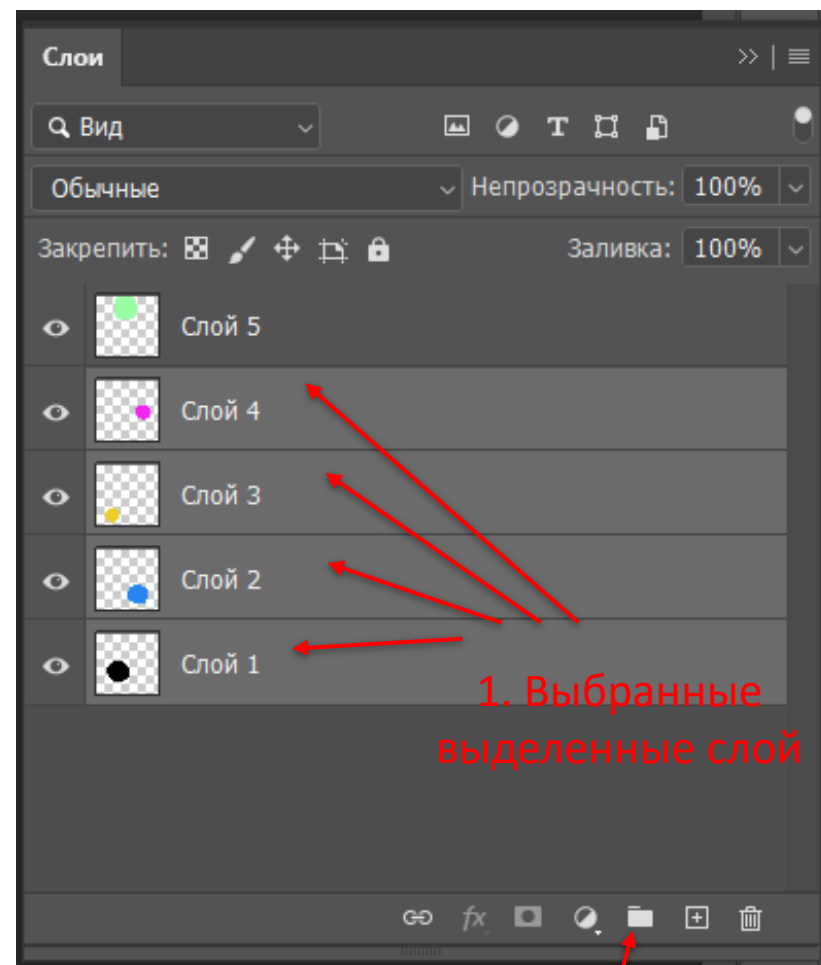 Слои
Вид
Обычные Непрозрачность: 100%
Закрепить: Заливка: 100%
Слой 5
Слой 4
Слой 3
Слой 2
Слой 1
1. Выбранные
выделенные слой
fx